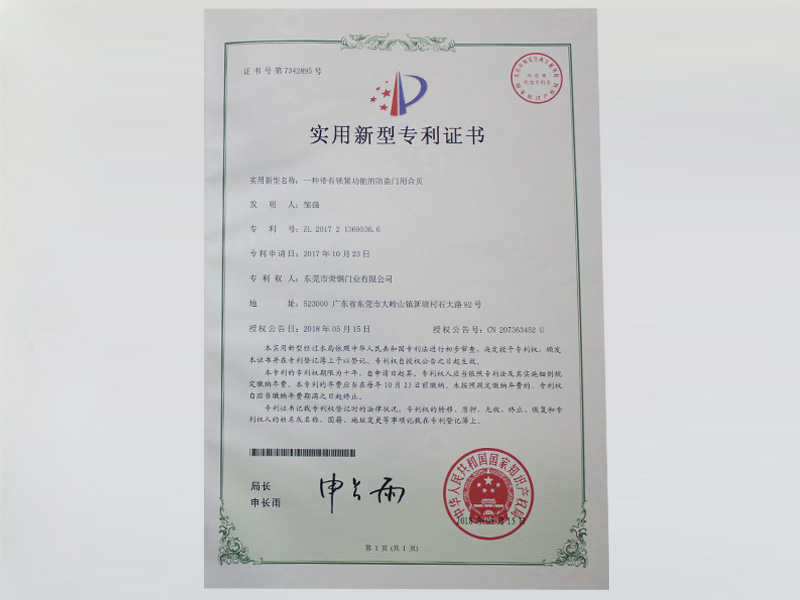 证书号第7342895号
实用新型专利证书
实用新型名称：一种带有锁紧功能的防盗门用合页
发 明 人：邹强
专 利 号：ZL 2017 2 1369536.6
专利申请日：2017年10月23日
专 利 权 人：东莞市荣钢门业有限公司
地 址：523000 广东省东莞市大岭山镇新塘村石大路92号
授权公告日：2018年05月15日 授权公告号：CN 207363452 U
本实用新型经过本局依照中华人民共和国专利法进行初步审查，决定授予专利权，颁发
本证书并在专利登记簿上予以登记。专利权自授权公告之日起生效。
本专利的专利权期限为十年，自申请日起算。专利权人应当依照专利法及其实施细则规
定缴纳年费。本专利的年费应当在每年10月23日前缴纳。未按照规定缴纳年费的，专利权
自应当缴纳年费期满之日起终止。
专利证书记载专利权登记时的法律状况。专利权的转移、质押、无效、终止、恢复和专
利权人的姓名或名称、国籍、地址变更等事项记载在专利登记簿上。
局长
申长雨
申长雨
中华人民共和国国家知识产权局
2018年05月15日
第 1 页 (共 1 页)